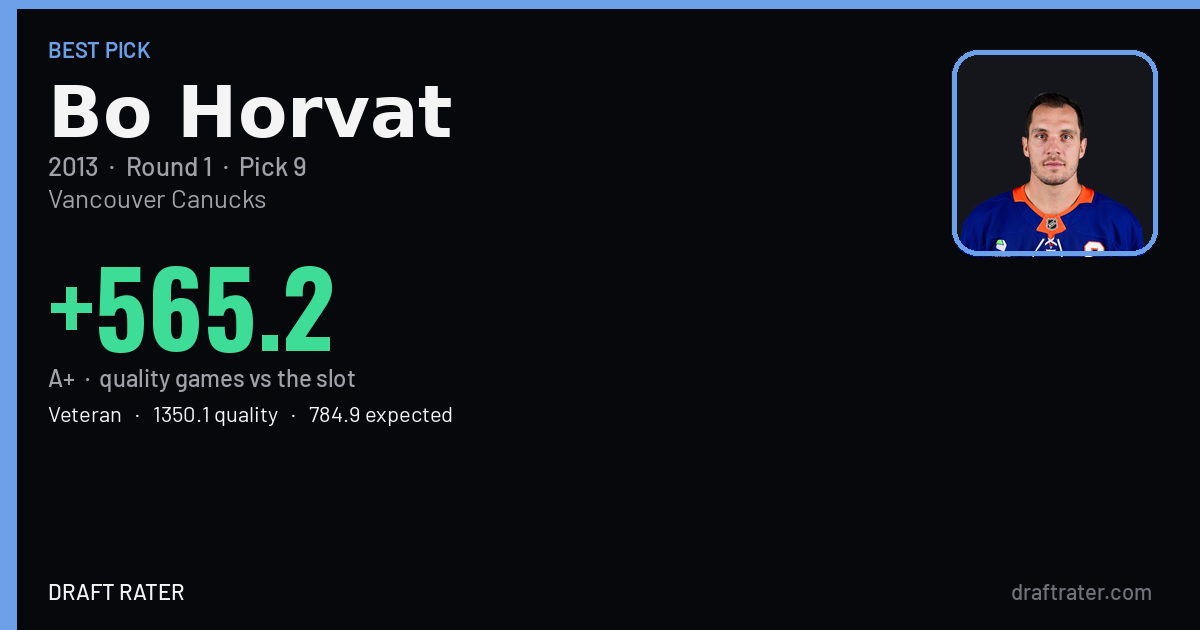 BEST PICK
Bo Horvat
2013 · Round 1 · Pick 9
Vancouver Canucks
+565.2
A+ · quality games vs the slot
Veteran · 1350.1 quality · 784.9 expected
DRAFT RATER
draftrater.com